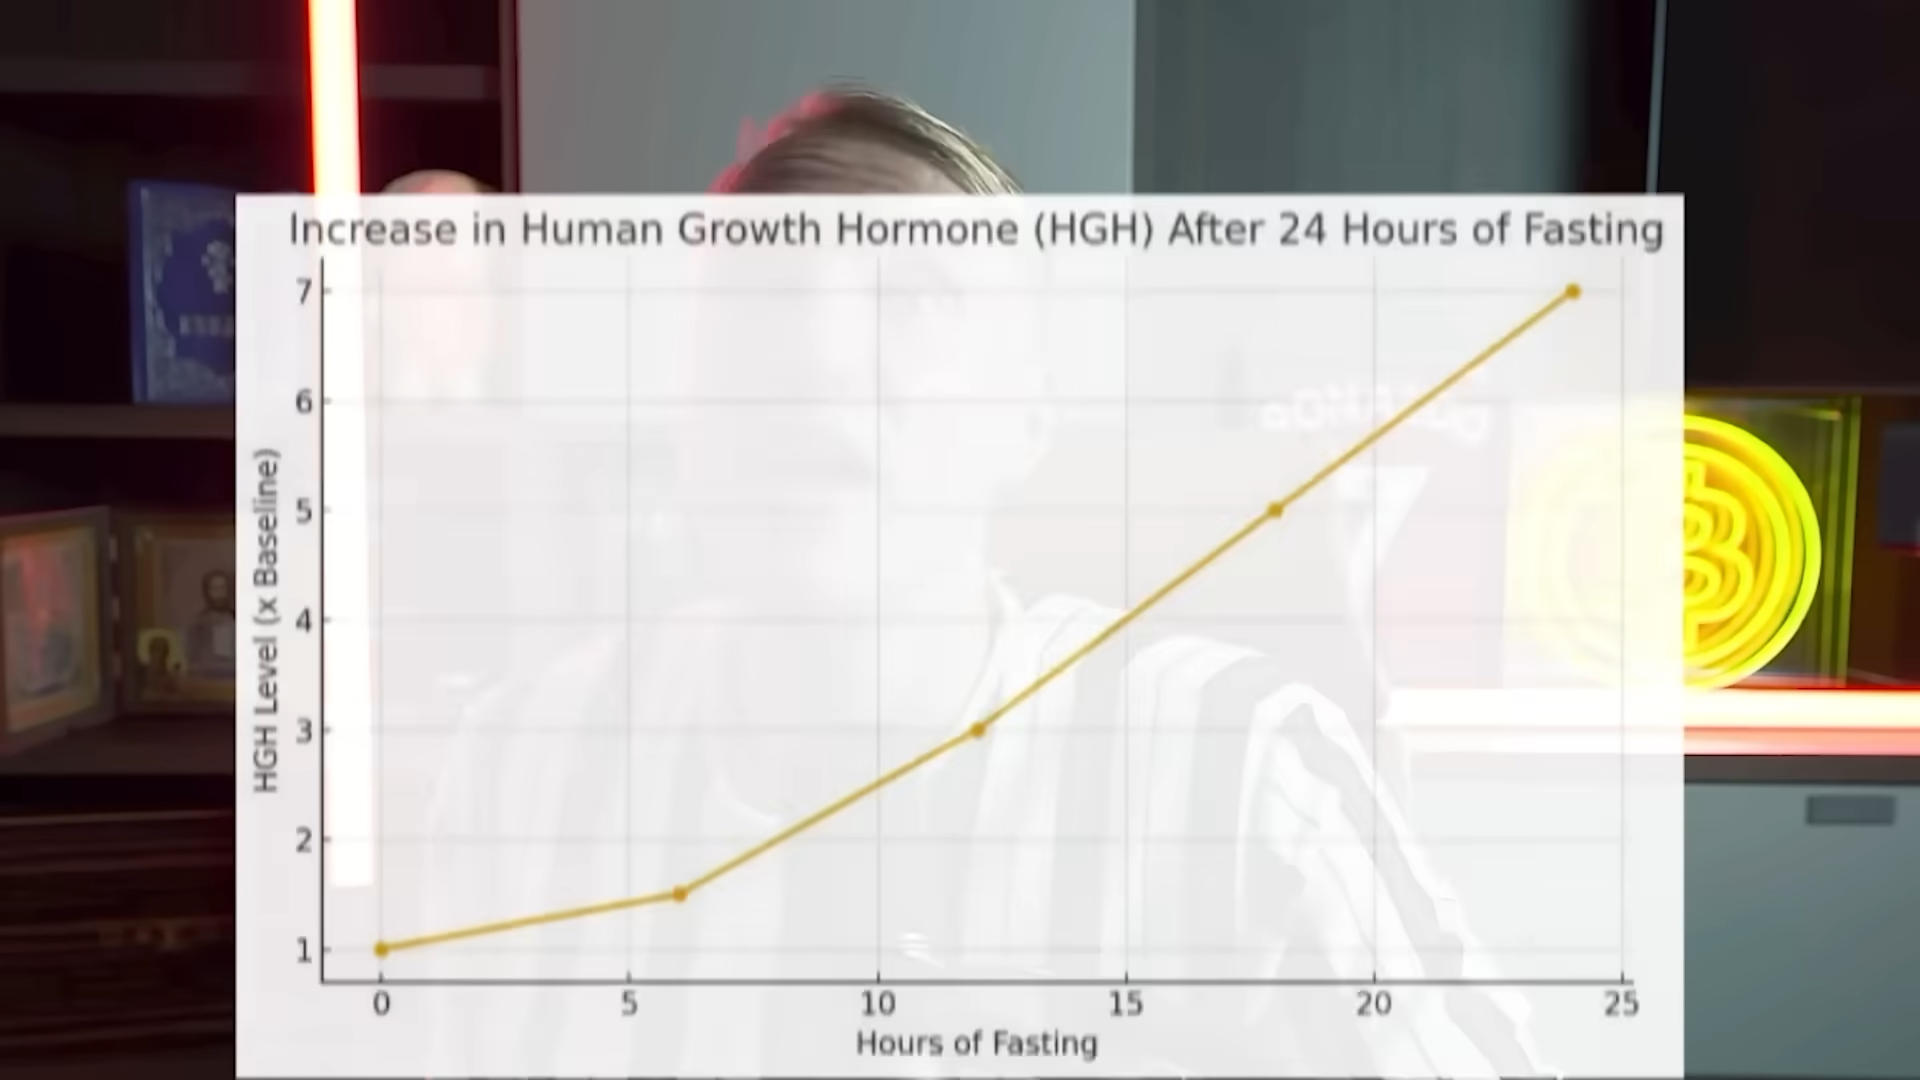 Increase in Human Growth Hormone (HGH) After 24 Hours of Fasting
HGH Level (x Baseline)
7
6
5
4
3
2
1
0 5 10 15 20 25
Hours of Fasting